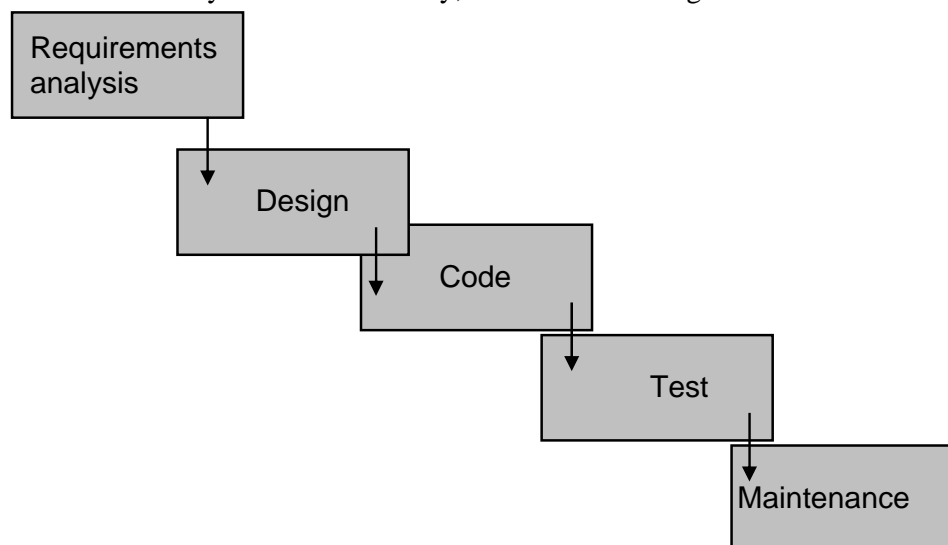 Requirements
analysis
Design
Code
Test
Maintenance